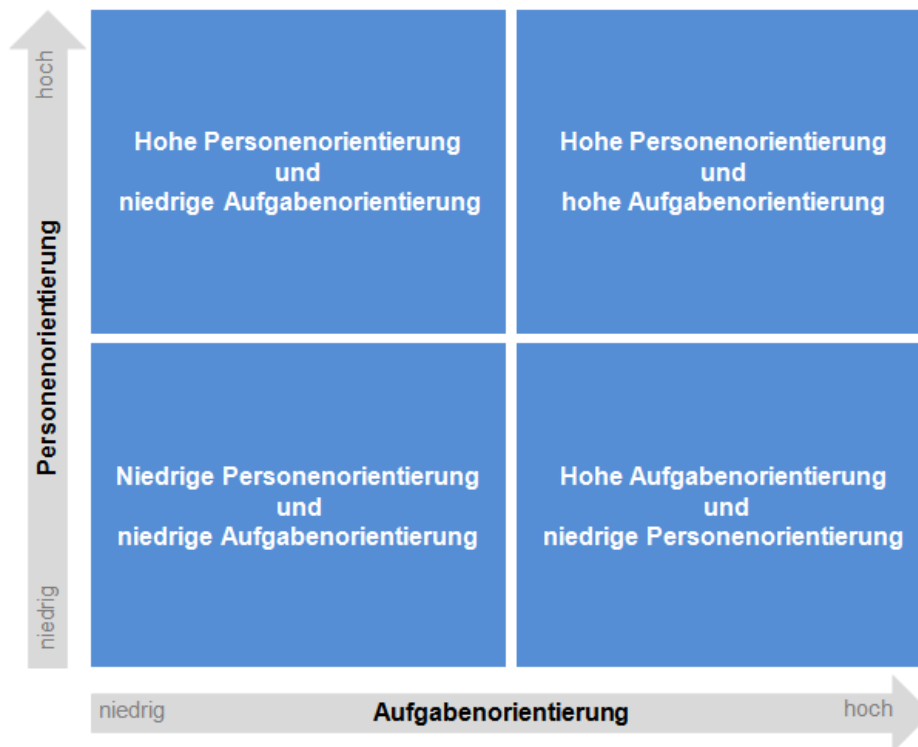 hoch
Personenorientierung
niedrig
Hohe Personenorientierung
und
niedrige Aufgabenorientierung
Hohe Personenorientierung
und
hohe Aufgabenorientierung
Niedrige Personenorientierung
und
niedrige Aufgabenorientierung
Hohe Aufgabenorientierung
und
niedrige Personenorientierung
niedrig
Aufgabenorientierung
hoch